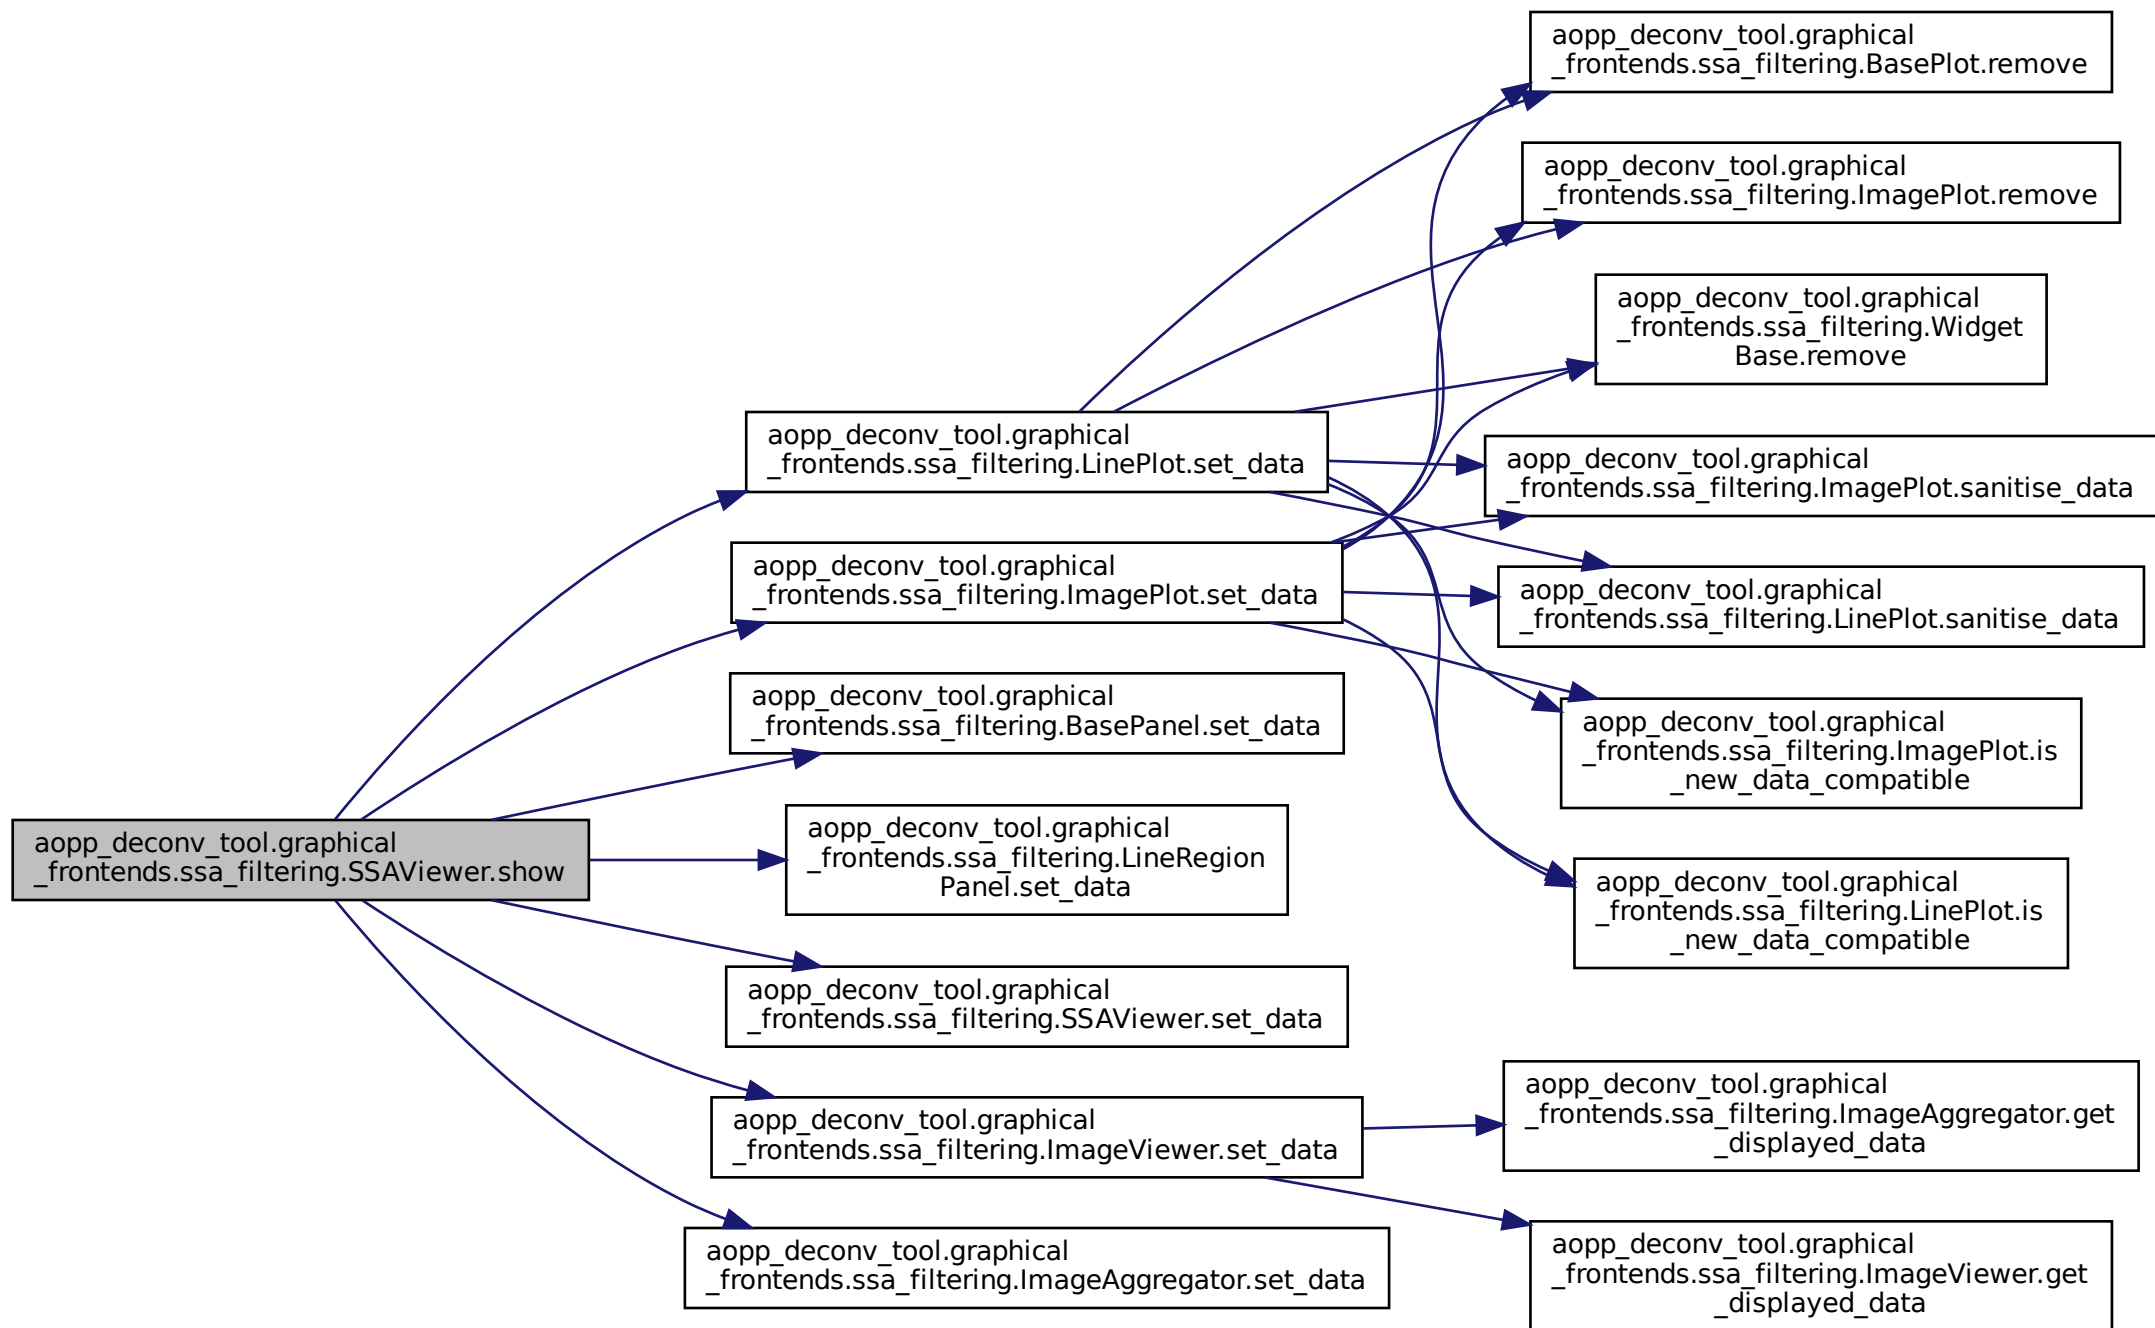 aopp_deconv_tool.graphical
_frontends.ssa_filtering.SSAViewer.show
aopp_deconv_tool.graphical
_frontends.ssa_filtering.LinePlot.set_data
aopp_deconv_tool.graphical
_frontends.ssa_filtering.ImagePlot.set_data
aopp_deconv_tool.graphical
_frontends.ssa_filtering.BasePanel.set_data
aopp_deconv_tool.graphical
_frontends.ssa_filtering.LineRegion
Panel.set_data
aopp_deconv_tool.graphical
_frontends.ssa_filtering.SSAViewer.set_data
aopp_deconv_tool.graphical
_frontends.ssa_filtering.ImageViewer.set_data
aopp_deconv_tool.graphical
_frontends.ssa_filtering.ImageAggregator.set_data
aopp_deconv_tool.graphical
_frontends.ssa_filtering.BasePlot.remove
aopp_deconv_tool.graphical
_frontends.ssa_filtering.ImagePlot.remove
aopp_deconv_tool.graphical
_frontends.ssa_filtering.Widget
Base.remove
aopp_deconv_tool.graphical
_frontends.ssa_filtering.ImagePlot.sanitise_data
aopp_deconv_tool.graphical
_frontends.ssa_filtering.LinePlot.sanitise_data
aopp_deconv_tool.graphical
_frontends.ssa_filtering.ImagePlot.is
_new_data_compatible
aopp_deconv_tool.graphical
_frontends.ssa_filtering.LinePlot.is
_new_data_compatible
aopp_deconv_tool.graphical
_frontends.ssa_filtering.ImageAggregator.get
_displayed_data
aopp_deconv_tool.graphical
_frontends.ssa_filtering.ImageViewer.get
_displayed_data